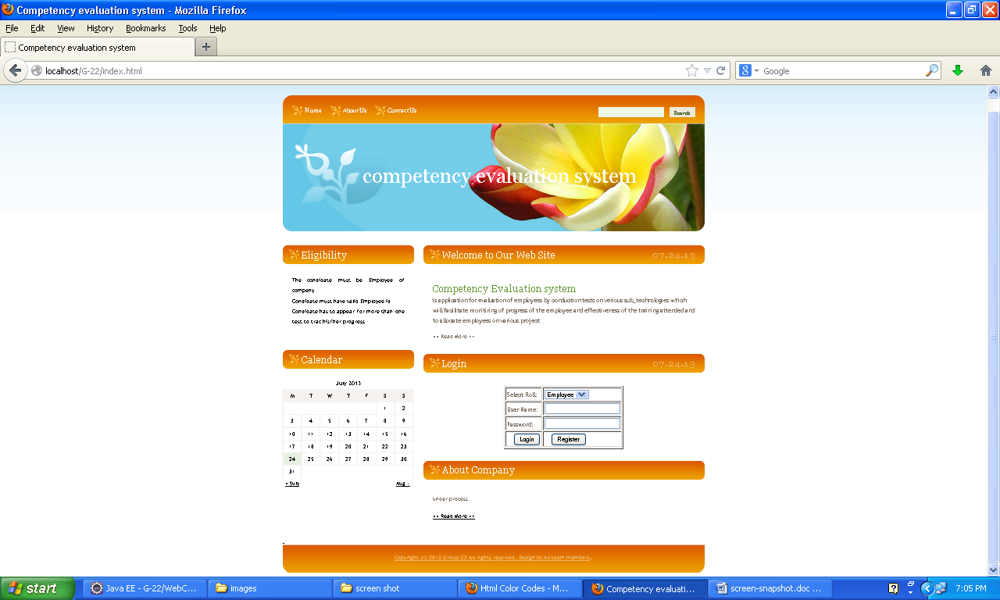 Competency evaluation system - Mozilla Firefox
File Edit View History Bookmarks Tools Help
Competency evaluation system
localhost/G-22/index.html
Google
Home AboutUs ContactUs
Search
competency evaluation system
Eligibility
The candidate must be Employee of
company
Candidate must have valid Employee id
Candidate has to appear for more than one
test to trach his/her progress
Calendar
July 2013
M T W T F S S
1 2
3 4 5 6 7 8 9
10 11 12 13 14 15 16
17 18 19 20 21 22 23
24 25 26 27 28 29 30
31
« July Aug »
Welcome to Our Web Site 07.24.13
Competency Evaluation system
is application for evaluation of employees by conduation tests on verious sub_technologies which
will facilitate monitiring of progress of the employee and effectiveness of the training attended and
to allocate employees on verious project
>> Read More <<
Login 07.24.13
Select Roll: Employee
User Name:
Password:
Login Register
About Company
under process
>> Read More <<
Copyright (c) 2013 Group-22 All rights reserved. Design by All team members.
start
Java EE - G-22/WebC...
images
screen shot
Html Color Codes - M...
Competency evaluati...
screen-snapshot.doc ...
7:05 PM